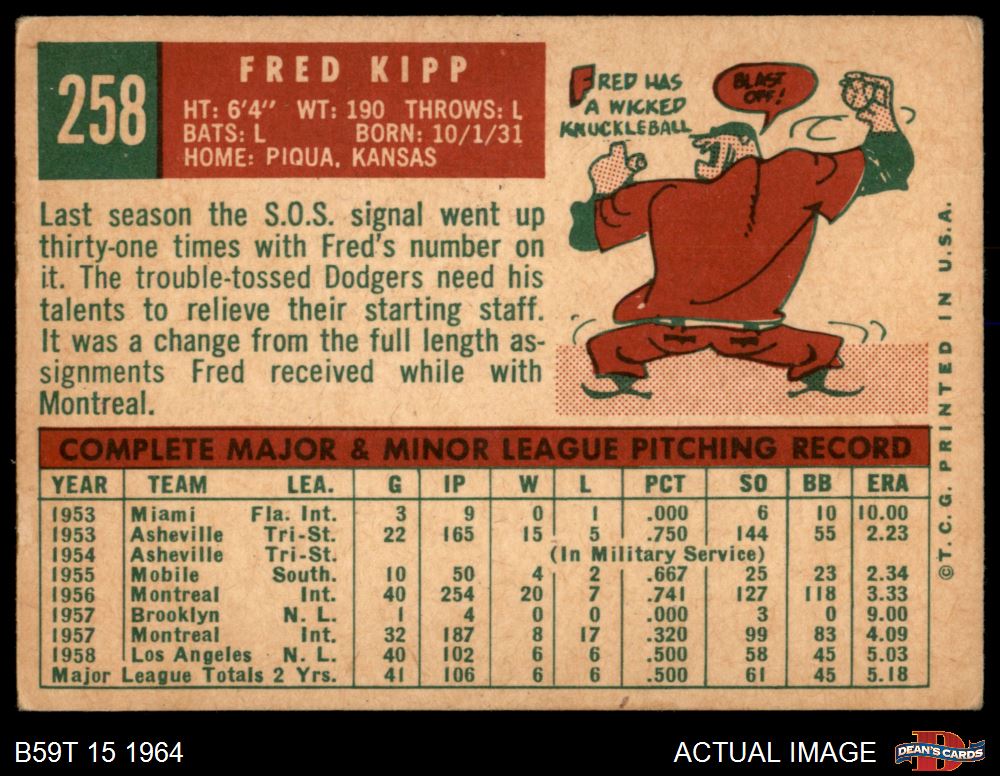 258
FRED KIPP
HT: 6'4" WT: 190 THROWS: L
BATS: L BORN: 10/1/31
HOME: PIQUA, KANSAS
FRED HAS
A WICKED
KNUCKLEBALL
BLAST
OFF!
Last season the S.O.S. signal went up
thirty-one times with Fred's number on
it. The trouble-tossed Dodgers need his
talents to relieve their starting staff.
It was a change from the full length as-
signments Fred received while with
Montreal.
©T.C.G. PRINTED IN U.S.A.
COMPLETE MAJOR & MINOR LEAGUE PITCHING RECORD
YEAR TEAM LEA. G IP W L PCT SO BB ERA
1953 Miami Fla. Int. 3 9 0 1 .000 6 10 10.00
1953 Asheville Tri-St. 22 165 15 5 .750 144 55 2.23
1954 Asheville Tri-St. (In Military Service)
1955 Mobile South. 10 50 4 2 .667 25 23 2.34
1956 Montreal Int. 40 254 20 7 .741 127 118 3.33
1957 Brooklyn N. L. 1 4 0 0 .000 3 0 9.00
1957 Montreal Int. 32 187 8 17 .320 99 83 4.09
1958 Los Angeles N. L. 40 102 6 6 .500 58 45 5.03
Major League Totals 2 Yrs. 41 106 6 6 .500 61 45 5.18
B59T 15 1964
ACTUAL IMAGE
D
DEAN'S CARDS